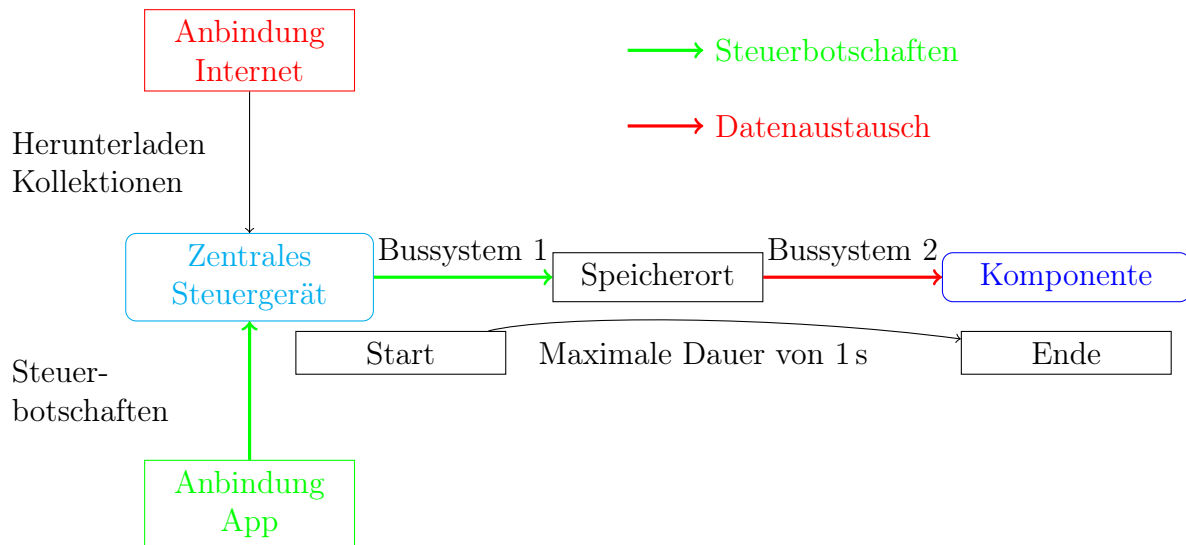 Anbindung
Internet
Steuerbotschaften
Datenaustausch
Herunterladen
Kollektionen
Zentrales
Steuergerät
Bussystem 1
Speicherort
Bussystem 2
Komponente
Start
Maximale Dauer von 1 s
Ende
Steuer-
botschaften
Anbindung
App